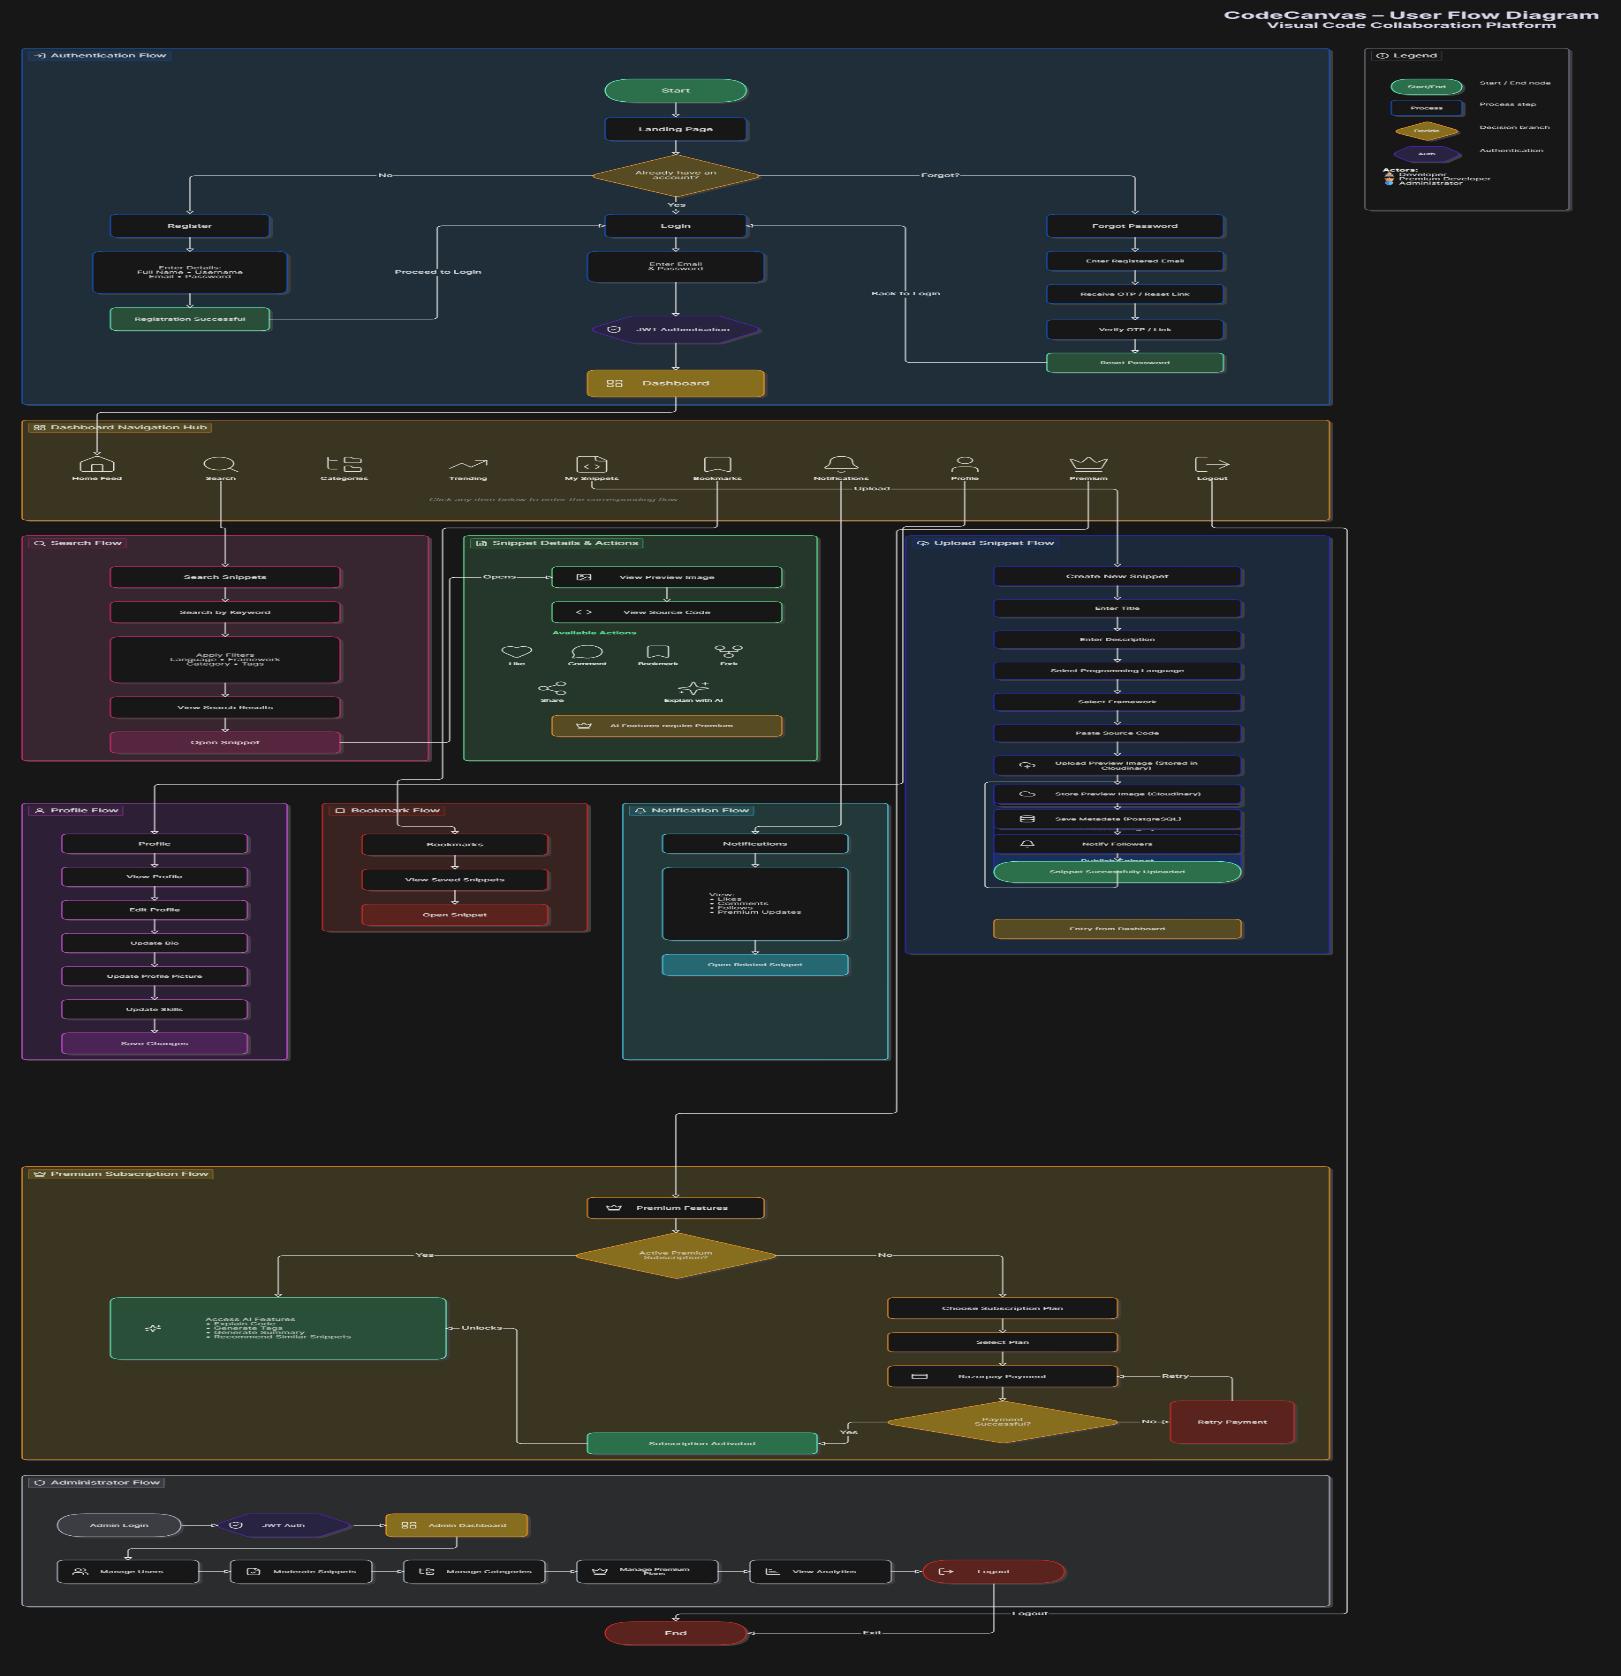 CodeCanvas – User Flow Diagram
Visual Code Collaboration Platform
Authentication Flow
Start
Landing Page
Already have an
account?
No
Yes
Forgot?
Register
Enter Details:
Full Name • Username
Email • Password
Registration Successful
Proceed to Login
Login
Enter Email
& Password
JWT Authentication
Dashboard
Back to Login
Forgot Password
Enter Registered Email
Receive OTP / Reset Link
Verify OTP / Link
Reset Password
Legend
Start/End
Start / End node
Process
Process step
Decide
Decision branch
Auth
Authentication
Actors:
Developer
Premium Developer
Administrator
Dashboard Navigation Hub
Home Feed
Search
Categories
Trending
My Snippets
Bookmarks
Notifications
Profile
Premium
Logout
Upload
Click any item below to enter the corresponding flow
Search Flow
Search Snippets
Search by Keyword
Apply Filters
Language • Framework
Category • Tags
View Search Results
Open Snippet
Opens
Snippet Details & Actions
View Preview Image
View Source Code
Available Actions
Like
Comment
Bookmark
Fork
Share
Explain with AI
AI Features require Premium
Upload Snippet Flow
Create New Snippet
Enter Title
Enter Description
Select Programming Language
Select Framework
Paste Source Code
Upload Preview Image (Stored in
Cloudinary)
Store Preview Image (Cloudinary)
Save Metadata (PostgreSQL)
Notify Followers
Publish Snippet
Snippet Successfully Uploaded
Entry from Dashboard
Profile Flow
Profile
View Profile
Edit Profile
Update Bio
Update Profile Picture
Update Skills
Save Changes
Bookmark Flow
Bookmarks
View Saved Snippets
Open Snippet
Notification Flow
Notifications
View:
• Likes
• Comments
• Follows
• Premium Updates
Open Related Snippet
Premium Subscription Flow
Premium Features
Active Premium
Subscription?
Yes
No
Access AI Features
• Explain Code
• Generate Tags
• Generate Summary
• Recommend Similar Snippets
Unlocks
Choose Subscription Plan
Select Plan
Razorpay Payment
Retry
Payment
Successful?
No
Retry Payment
Yes
Subscription Activated
Administrator Flow
Admin Login
JWT Auth
Admin Dashboard
Manage Users
Moderate Snippets
Manage Categories
Manage Premium
Plans
View Analytics
Logout
Logout
End
Exit